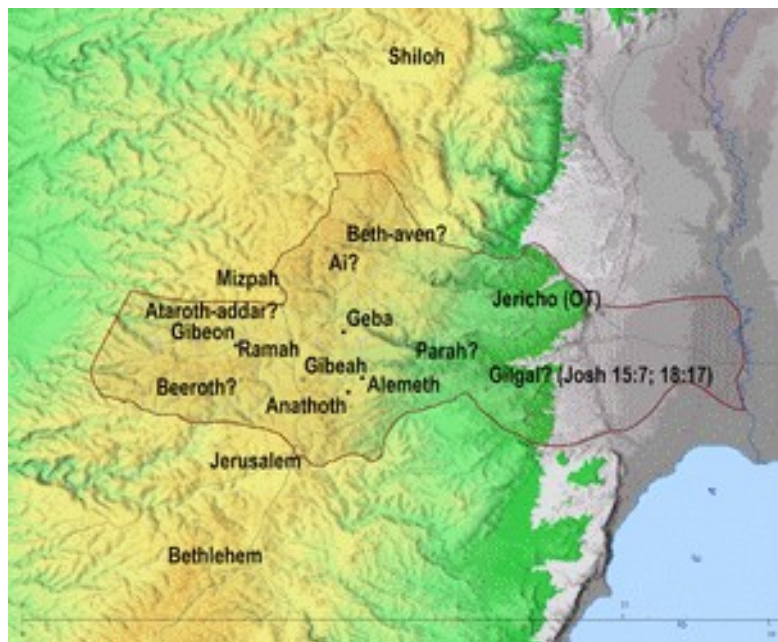 Shiloh
Beth-aven?
Ai?
Mizpah
Jericho (OT)
Ataroth-addar?
Geba
Gibeon
Ramah
Parah?
Gibeah
Gilgal? (Josh 15:7; 18:17)
Beeroth?
Alemeth
Anathoth
Jerusalem
Bethlehem